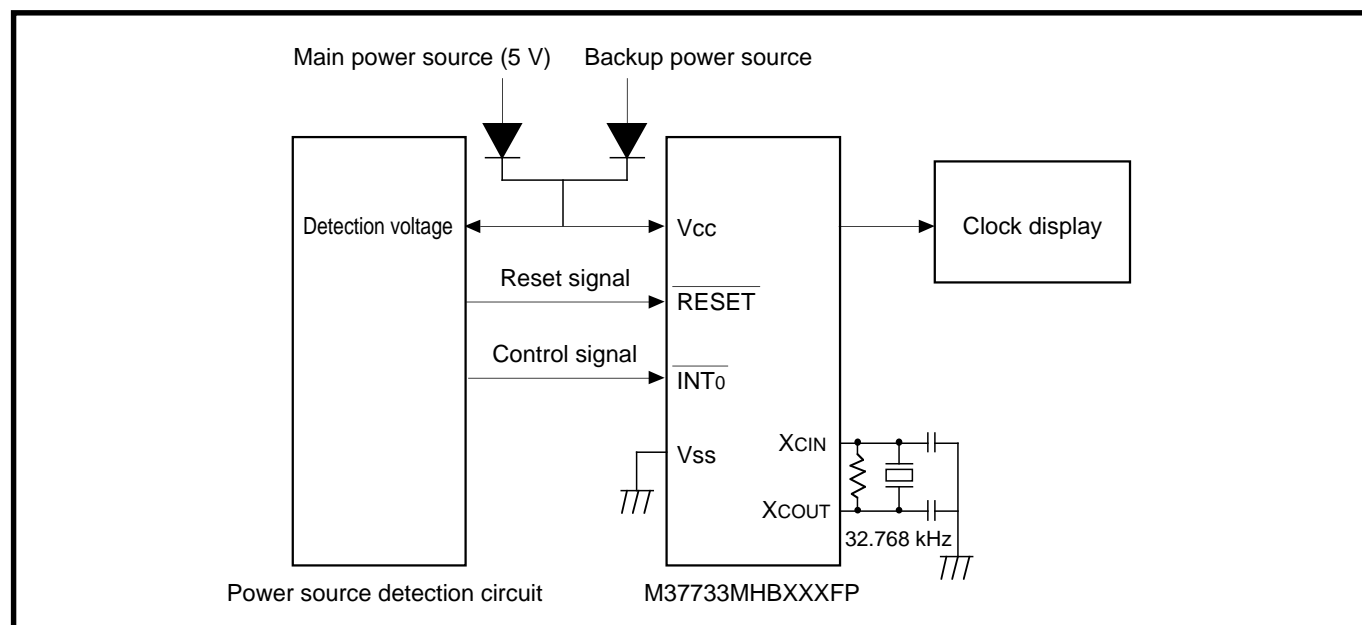 Main power source (5 V)
Backup power source
Detection voltage
Vcc
Clock display
Reset signal
RESET
Control signal
INT0
XCIN
Vss
XCOUT
32.768 kHz
Power source detection circuit
M37733MHBXXXFP